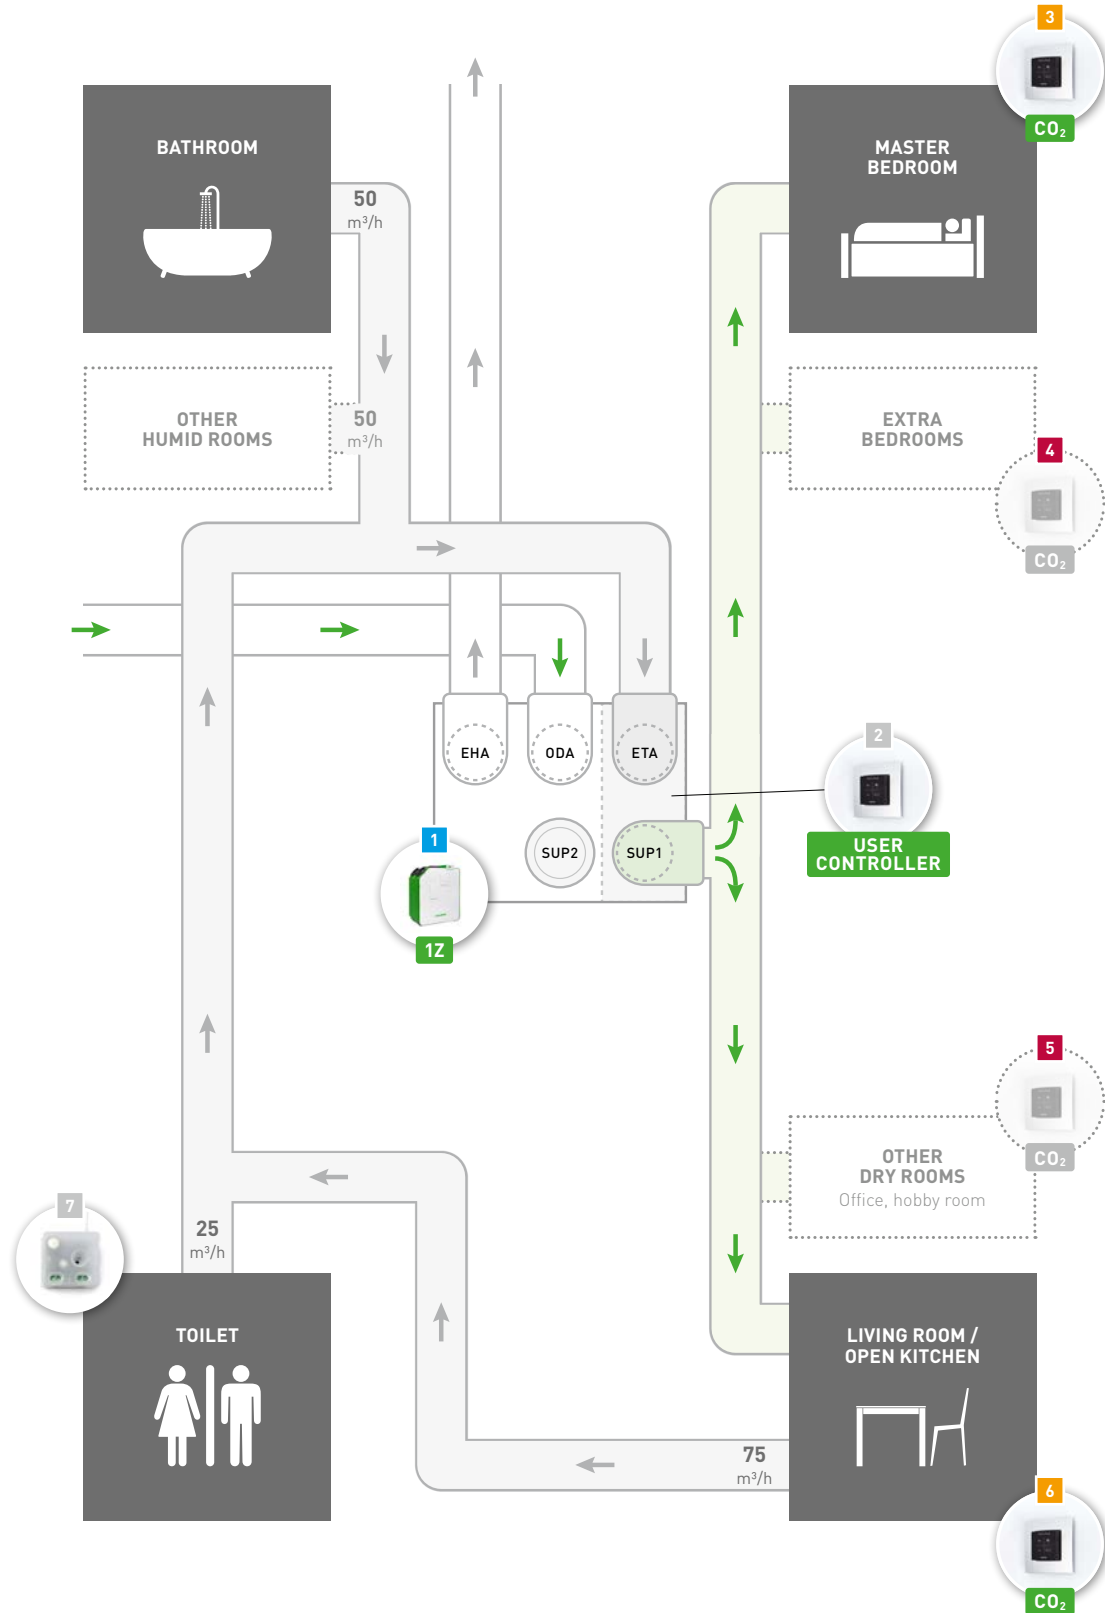 3
CO₂
BATHROOM
MASTER
BEDROOM
50
m³/h
OTHER
HUMID ROOMS
50
m³/h
EXTRA
BEDROOMS
4
CO₂
EHA
ODA
ETA
2
USER
CONTROLLER
1
SUP2
SUP1
1Z
5
CO₂
OTHER
DRY ROOMS
Office, hobby room
7
25
m³/h
TOILET
LIVING ROOM /
OPEN KITCHEN
75
m³/h
6
CO₂